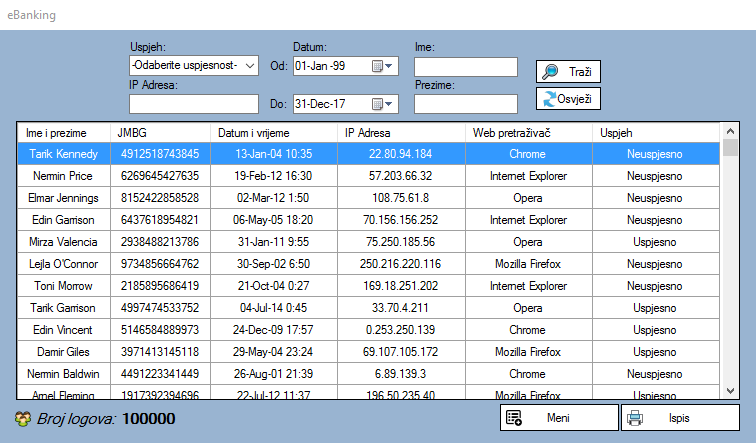 eBanking
Uspjeh: Datum: Ime:
-Odaberite uspjesnost- Od: 01-Jan -99 Traži
IP Adresa: Prezime:
Do: 31-Dec-17 Osvježi
Ime i prezime JMBG Datum i vrijeme IP Adresa Web pretraživač Uspjeh
Tarik Kennedy 4912518743845 13-Jan-04 10:35 22.80.94.184 Chrome Neuspjesno
Nermin Price 6269645427635 19-Feb-12 16:30 57.203.66.32 Internet Explorer Neuspjesno
Elmar Jennings 8152422858528 02-Mar-12 1:50 108.75.61.8 Opera Neuspjesno
Edin Garrison 6437618954821 06-May-05 18:20 70.156.156.252 Internet Explorer Neuspjesno
Mirza Valencia 2938488213786 31-Jan-11 9:55 75.250.185.56 Opera Uspjesno
Lejla O'Connor 9734856664762 30-Sep-02 6:50 250.216.220.116 Mozilla Firefox Neuspjesno
Toni Morrow 2185895686419 21-Oct-04 0:27 169.18.251.202 Internet Explorer Neuspjesno
Tarik Garrison 4997474533752 04-Jul-14 0:45 33.70.4.211 Opera Uspjesno
Edin Vincent 5146584889973 24-Dec-09 17:57 0.253.250.139 Chrome Uspjesno
Damir Giles 3971413145118 29-May-04 23:24 69.107.105.172 Mozilla Firefox Uspjesno
Nermin Baldwin 4491223341449 26-Aug-01 21:39 6.89.139.3 Chrome Neuspjesno
Amel Fleming 1917392394696 22-Jul-12 11:37 196.50.235.40 Mozilla Firefox Uspjesno
Broj logova: 100000 Meni Ispis